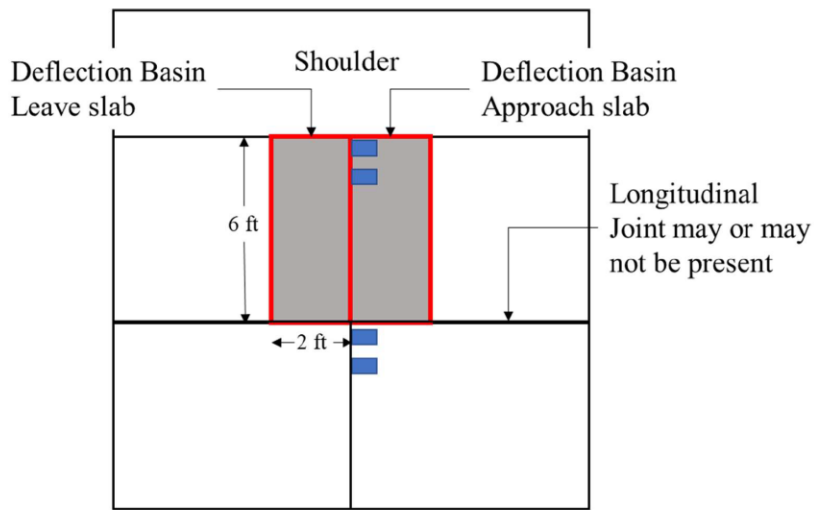 Deflection Basin
Leave slab
Shoulder
Deflection Basin
Approach slab
6 ft
Longitudinal
Joint may or may
not be present
2 ft